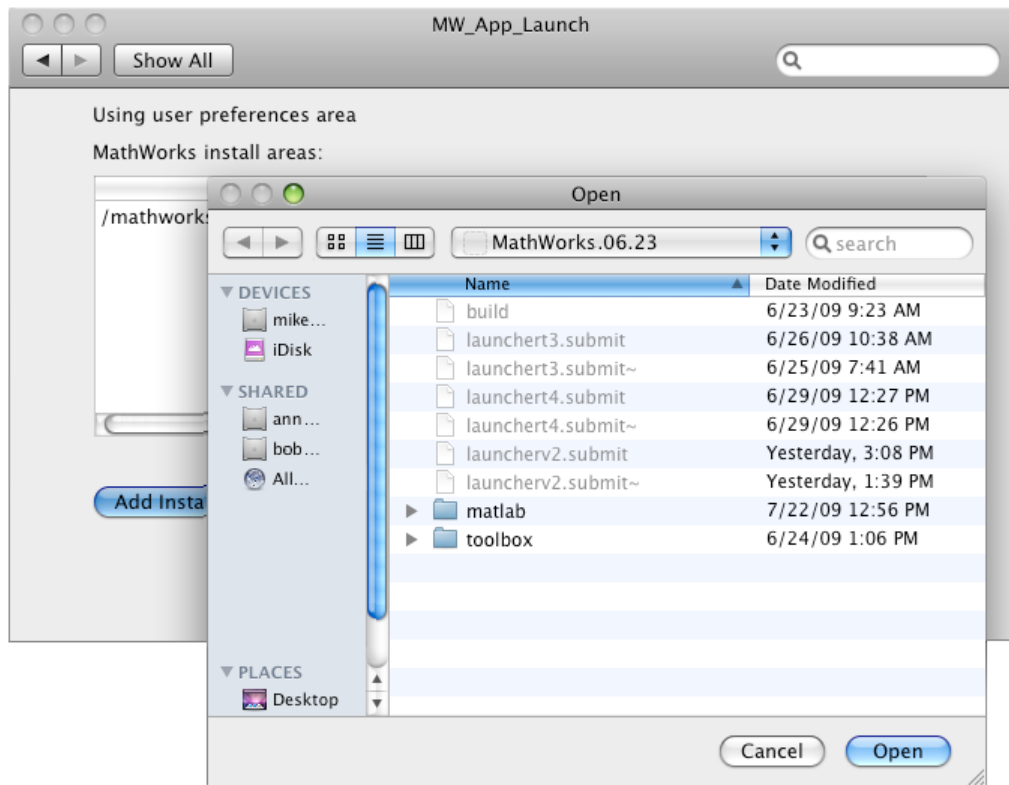 MW_App_Launch
Show All
Using user preferences area
MathWorks install areas:
/mathworks
Add Insta
Open
MathWorks.06.23
search
Name Date Modified
DEVICES
mike...
iDisk
SHARED
ann...
bob...
All...
PLACES
Desktop
build 6/23/09 9:23 AM
launchert3.submit 6/26/09 10:38 AM
launchert3.submit~ 6/25/09 7:41 AM
launchert4.submit 6/29/09 12:27 PM
launchert4.submit~ 6/29/09 12:26 PM
launcherv2.submit Yesterday, 3:08 PM
launcherv2.submit~ Yesterday, 1:39 PM
matlab 7/22/09 12:56 PM
toolbox 6/24/09 1:06 PM
Cancel Open